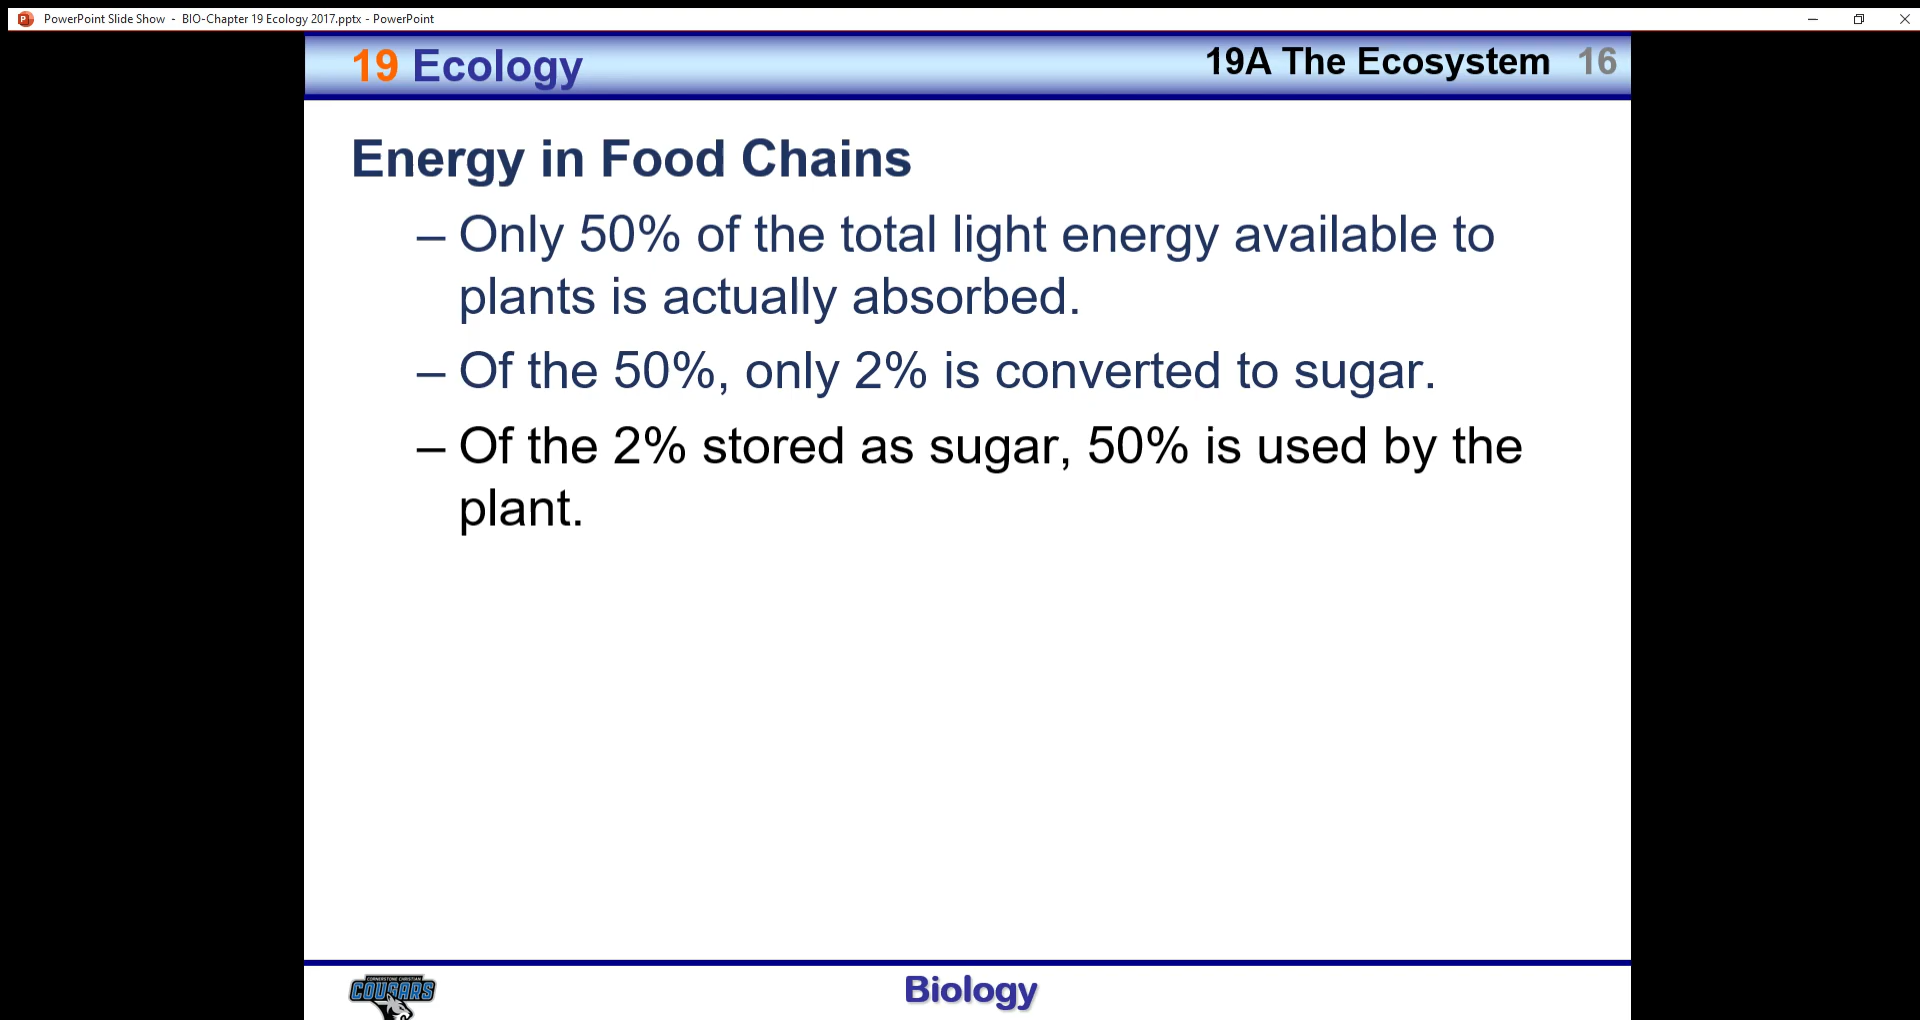 PowerPoint Slide Show - BIO-Chapter 19 Ecology 2017.pptx - PowerPoint
19 Ecology
19A The Ecosystem 16
Energy in Food Chains
– Only 50% of the total light energy available to
plants is actually absorbed.
– Of the 50%, only 2% is converted to sugar.
– Of the 2% stored as sugar, 50% is used by the
plant.
CORNERSTONE CHRISTIAN
COUGARS
Biology